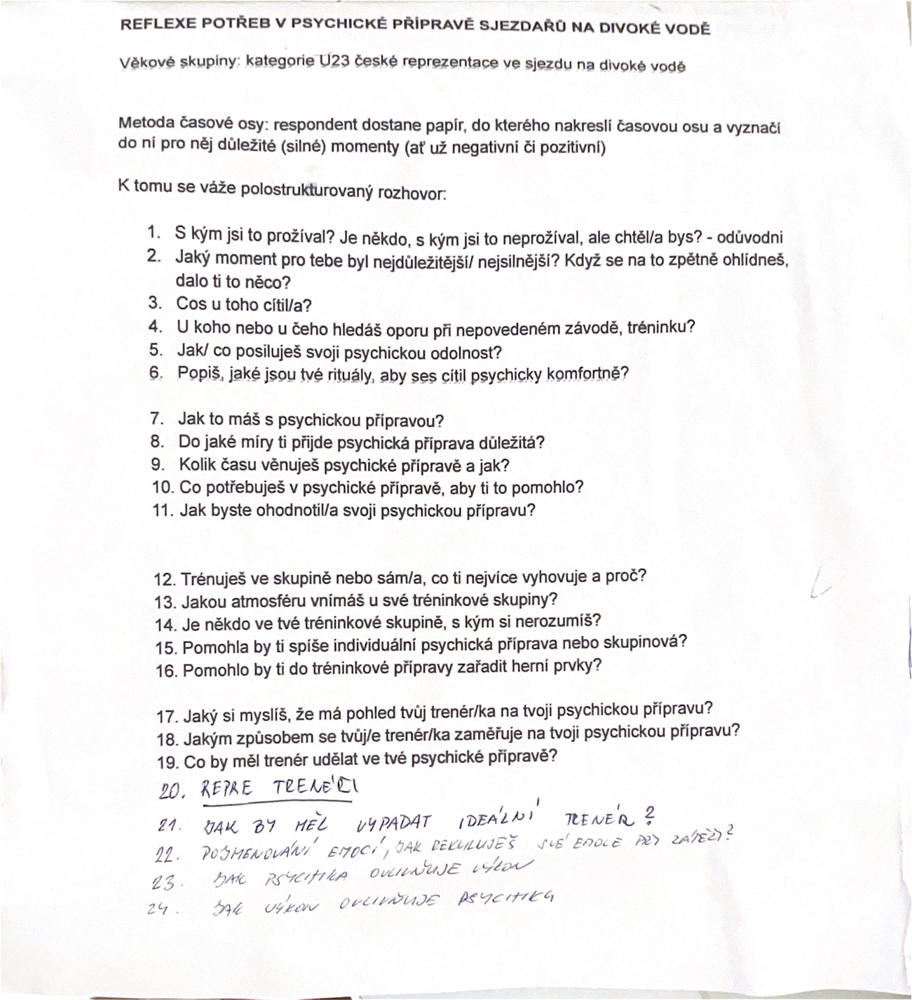 REFLEXE POTŘEB V PSYCHICKÉ PŘÍPRAVĚ SJEZDAŘŮ NA DIVOKÉ VODĚ
Věkové skupiny: kategorie U23 české reprezentace ve sjezdu na divoké vodě
Metoda časové osy: respondent dostane papír, do kterého nakreslí časovou osu a vyznačí
do ní pro něj důležité (silné) momenty (ať už negativní či pozitivní)
K tomu se váže polostrukturovaný rozhovor:
1. S kým jsi to prožíval? Je někdo, s kým jsi to neprožíval, ale chtěl/a bys? - odůvodni
2. Jaký moment pro tebe byl nejdůležitější/ nejsilnější? Když se na to zpětně ohlídneš,
dalo ti to něco?
3. Cos u toho cítil/a?
4. U koho nebo u čeho hledáš oporu při nepovedeném závodě, tréninku?
5. Jak/ co posiluješ svoji psychickou odolnost?
6. Popiš, jaké jsou tvé rituály, aby ses cítil psychicky komfortně?
7. Jak to máš s psychickou přípravou?
8. Do jaké míry ti přijde psychická příprava důležitá?
9. Kolik času věnuješ psychické přípravě a jak?
10. Co potřebuješ v psychické přípravě, aby ti to pomohlo?
11. Jak byste ohodnotil/a svoji psychickou přípravu?
12. Trénuješ ve skupině nebo sám/a, co ti nejvíce vyhovuje a proč?
13. Jakou atmosféru vnímáš u své tréninkové skupiny?
14. Je někdo ve tvé tréninkové skupině, s kým si nerozumíš?
15. Pomohla by ti spíše individuální psychická příprava nebo skupinová?
16. Pomohlo by ti do tréninkové přípravy zařadit herní prvky?
17. Jaký si myslíš, že má pohled tvůj trenér/ka na tvoji psychickou přípravu?
18. Jakým způsobem se tvůj/e trenér/ka zaměřuje na tvoji psychickou přípravu?
19. Co by měl trenér udělat ve tvé psychické přípravě?
20. REPRE TRENÉŘI
21. JAK BY MĚL VYPADAT IDEÁLNÍ TRENÉR?
22. POJMENOVÁNÍ EMOCÍ, JAK REGULUJEŠ SVÉ EMOCE PŘI ZÁTĚŽI?
23. JAK PSYCHIKA OVLIVŇUJE VÝKON
24. JAK VÝKON OVLIVŇUJE PSYCHIKU